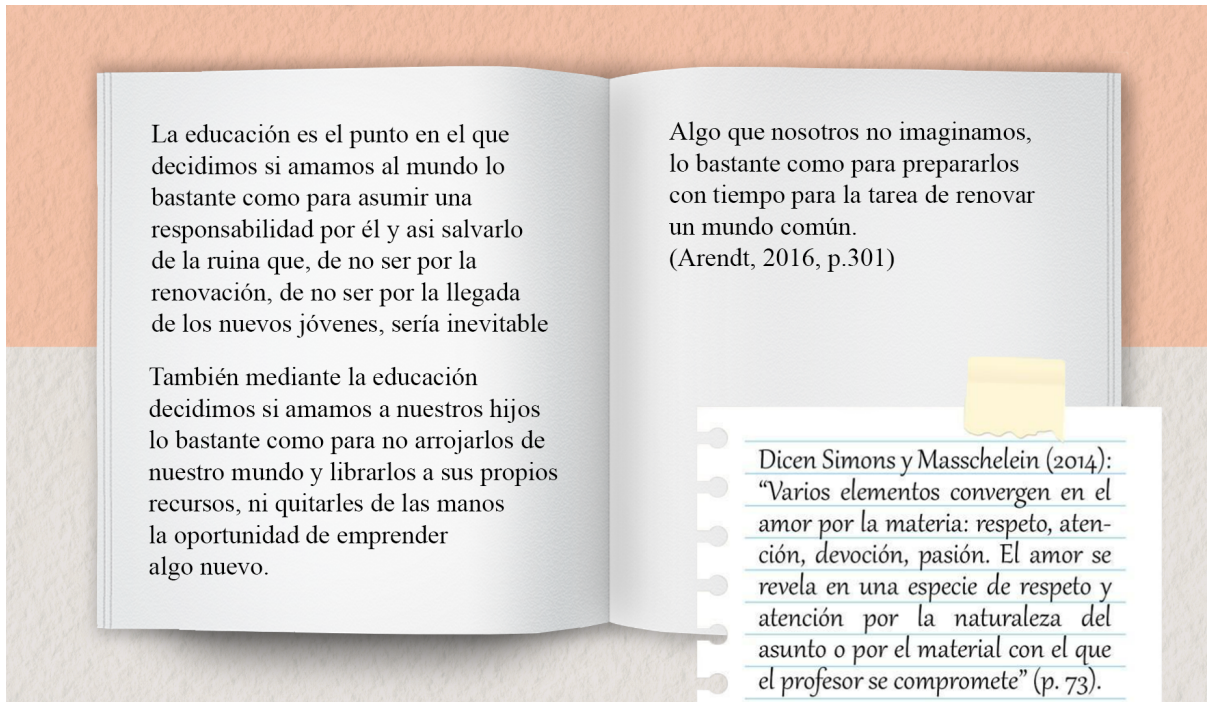 La educación es el punto en el que
decidimos si amamos al mundo lo
bastante como para asumir una
responsabilidad por él y asi salvarlo
de la ruina que, de no ser por la
renovación, de no ser por la llegada
de los nuevos jóvenes, sería inevitable
También mediante la educación
decidimos si amamos a nuestros hijos
lo bastante como para no arrojarlos de
nuestro mundo y librarlos a sus propios
recursos, ni quitarles de las manos
la oportunidad de emprender
algo nuevo.
Algo que nosotros no imaginamos,
lo bastante como para prepararlos
con tiempo para la tarea de renovar
un mundo común.
(Arendt, 2016, p.301)
Dicen Simons y Masschelein (2014):
“Varios elementos convergen en el
amor por la materia: respeto, aten-
ción, devoción, pasión. El amor se
revela en una especie de respeto y
atención por la naturaleza del
asunto o por el material con el que
el profesor se compromete” (p. 73).